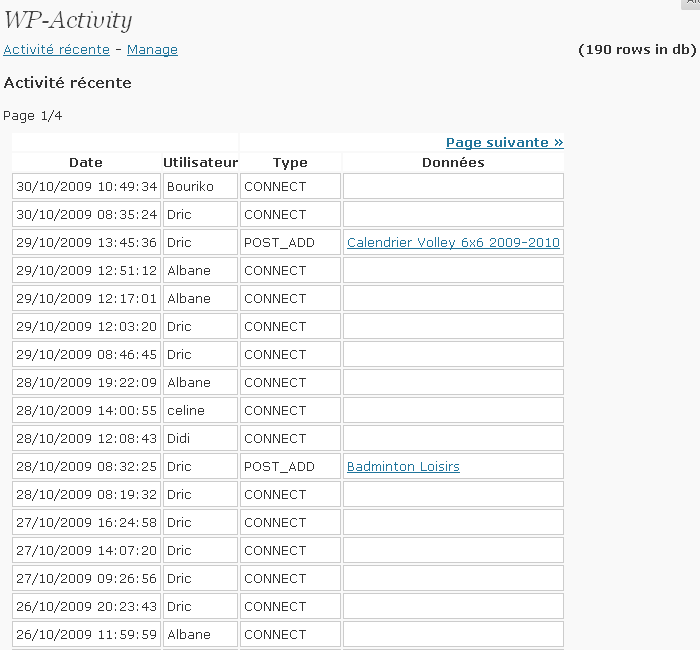 WP-Activity
Activité récente - Manage (190 rows in db)
Activité récente
Page 1/4
Page suivante »
Date Utilisateur Type Données
30/10/2009 10:49:34 Bouriko CONNECT
30/10/2009 08:35:24 Dric CONNECT
29/10/2009 13:45:36 Dric POST_ADD Calendrier Volley 6x6 2009-2010
29/10/2009 12:51:12 Albane CONNECT
29/10/2009 12:17:01 Albane CONNECT
29/10/2009 12:03:20 Dric CONNECT
29/10/2009 08:46:45 Dric CONNECT
28/10/2009 19:22:09 Albane CONNECT
28/10/2009 14:00:55 celine CONNECT
28/10/2009 12:08:43 Didi CONNECT
28/10/2009 08:32:25 Dric POST_ADD Badminton Loisirs
28/10/2009 08:19:32 Dric CONNECT
27/10/2009 16:24:58 Dric CONNECT
27/10/2009 14:07:20 Dric CONNECT
27/10/2009 09:26:56 Dric CONNECT
26/10/2009 20:23:43 Dric CONNECT
26/10/2009 11:59:59 Albane CONNECT